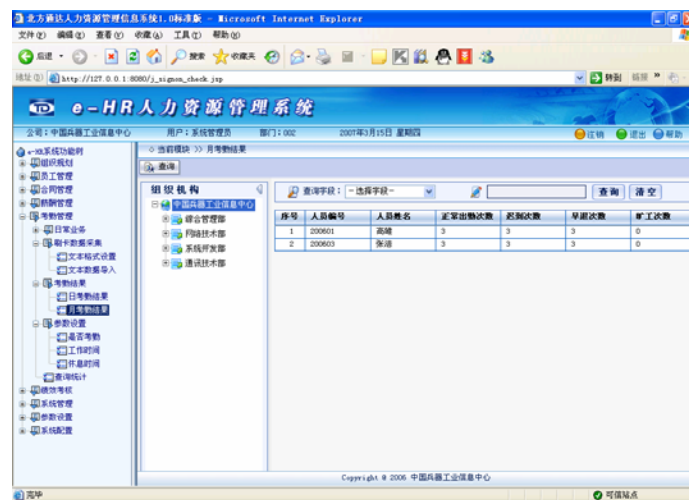 北方通达人力资源管理信息系统1.0标准版 - Microsoft Internet Explorer
文件(F) 编辑(E) 查看(V) 收藏(A) 工具(T) 帮助(H)
后退 搜索 收藏夹
地址(D) http://127.0.0.1:8080/j_signon_check.jsp 转到 链接 »
e-HR人力资源管理系统
公司：中国兵器工业信息中心 用户：系统管理员 部门：002 2007年3月15日 星期四 注销 退出 帮助
e-HR系统功能树
组织规划
员工管理
合同管理
薪酬管理
考勤管理
日常业务
刷卡数据采集
文本格式设置
文本数据导入
考勤结果
日考勤结果
月考勤结果
参数设置
是否考勤
工作时间
休息时间
查询统计
绩效考核
系统管理
参数设置
系统配置
◇ 当前模块 >> 月考勤结果
查询
组织机构
中国兵器工业信息中心
综合管理部
网络技术部
系统开发部
通讯技术部
查询字段： -选择字段- 查询 清空
序号 人员编号 人员姓名 正常出勤次数 迟到次数 早退次数 旷工次数
1 200601 高雄 3 3 3 0
2 200603 张洁 3 3 3 0
Copyright @ 2006 中国兵器工业信息中心
完毕 可信站点